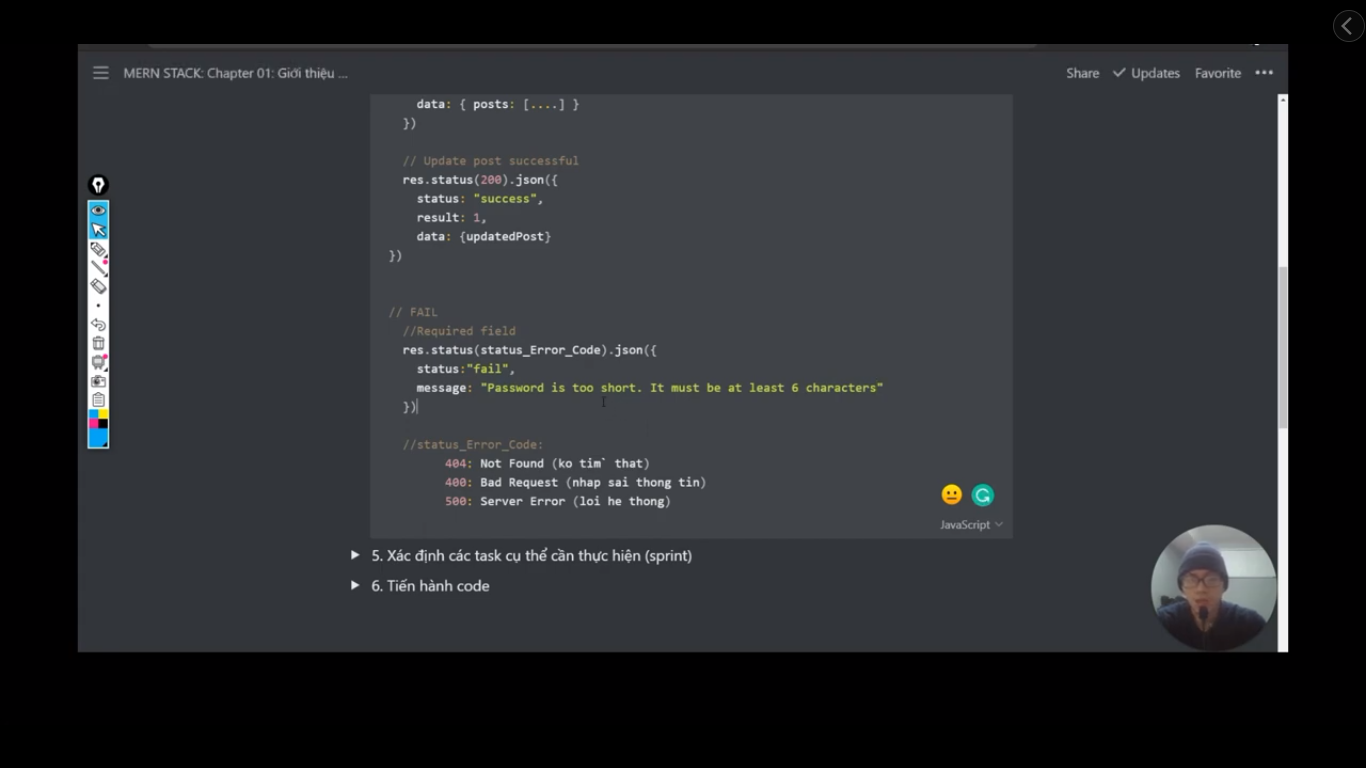 MERN STACK: Chapter 01: Giới thiệu ...
Share
Updates
Favorite
data: { posts: [....] }
})
// Update post successful
res.status(200).json({
status: "success",
result: 1,
data: {updatedPost}
})
// FAIL
//Required field
res.status(status_Error_Code).json({
status:"fail",
message: "Password is too short. It must be at least 6 characters"
})
//status_Error_Code:
404: Not Found (ko tim` that)
400: Bad Request (nhap sai thong tin)
500: Server Error (loi he thong)
JavaScript
5. Xác định các task cụ thể cần thực hiện (sprint)
6. Tiến hành code